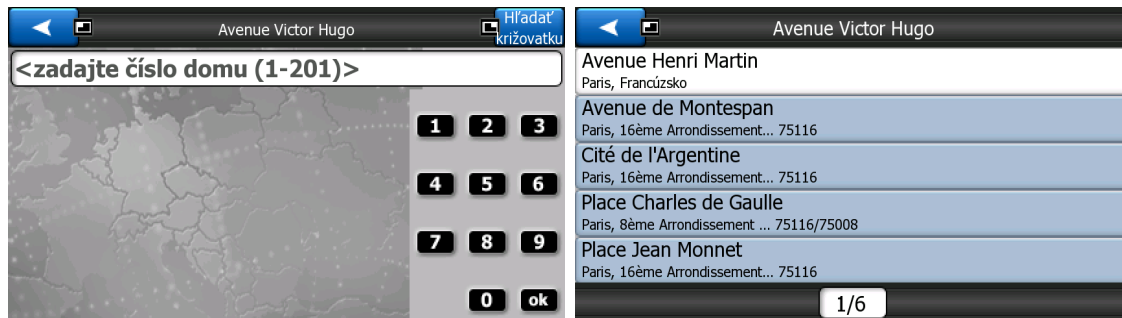 Avenue Victor Hugo
Hľadať
križovatku
<zadajte číslo domu (1-201)>
1 2 3
4 5 6
7 8 9
0 ok
Avenue Victor Hugo
Avenue Henri Martin
Paris, Francúzsko
Avenue de Montespan
Paris, 16ème Arrondissement... 75116
Cité de l'Argentine
Paris, 16ème Arrondissement... 75116
Place Charles de Gaulle
Paris, 8ème Arrondissement ... 75116/75008
Place Jean Monnet
Paris, 16ème Arrondissement... 75116
1/6